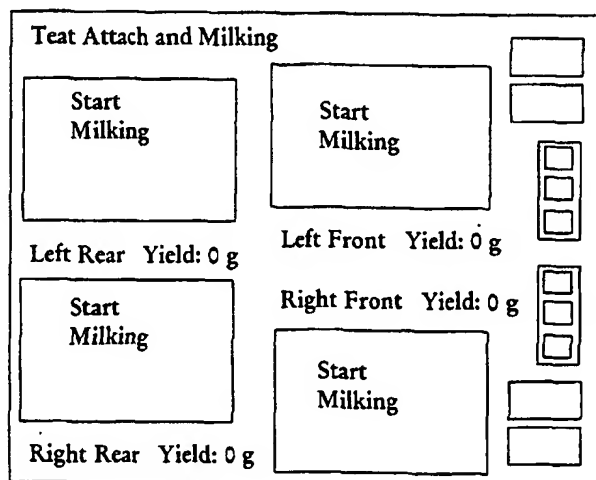 Teat Attach and Milking
Start
Milking
Start
Milking
Left Rear Yield: 0 g
Left Front Yield: 0 g
Start
Milking
Right Front Yield: 0 g
Start
Milking
Right Rear Yield: 0 g